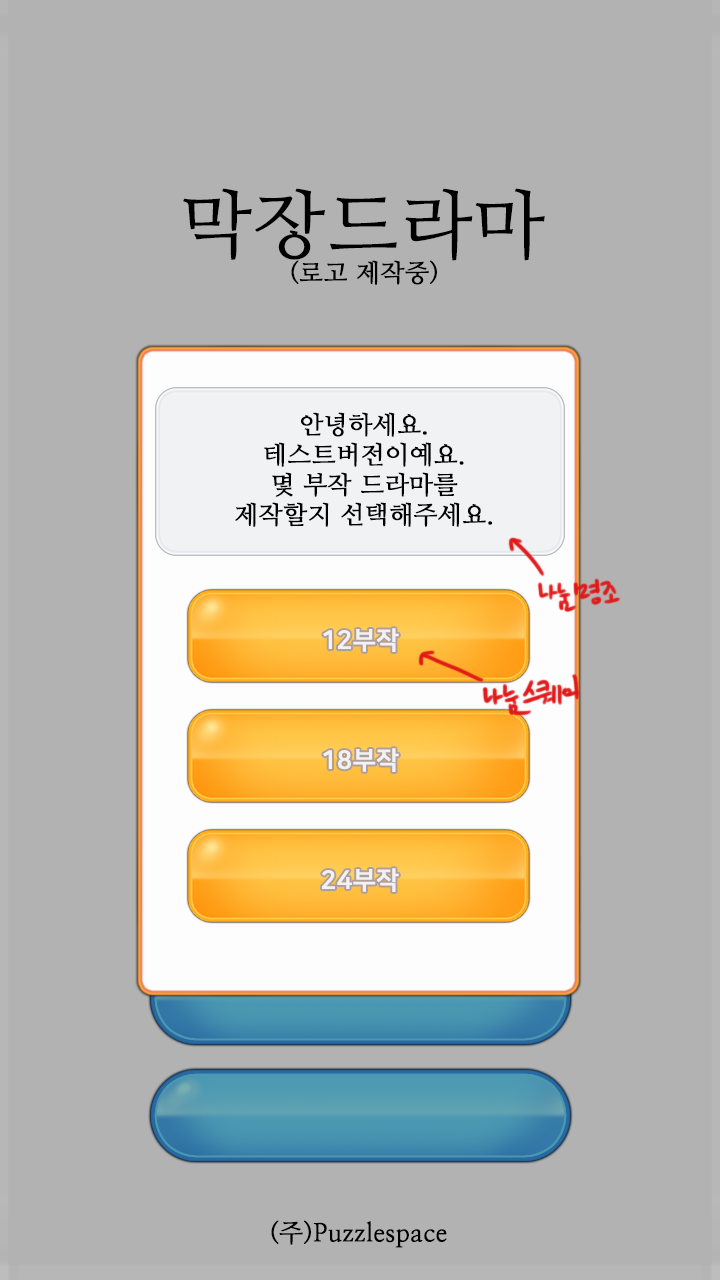 막장드라마
(로고 제작중)
안녕하세요.
테스트버전이예요.
몇 부작 드라마를
제작할지 선택해주세요.
나눔명조
12부작
나눔스퀘어
18부작
24부작
(주)Puzzlespace